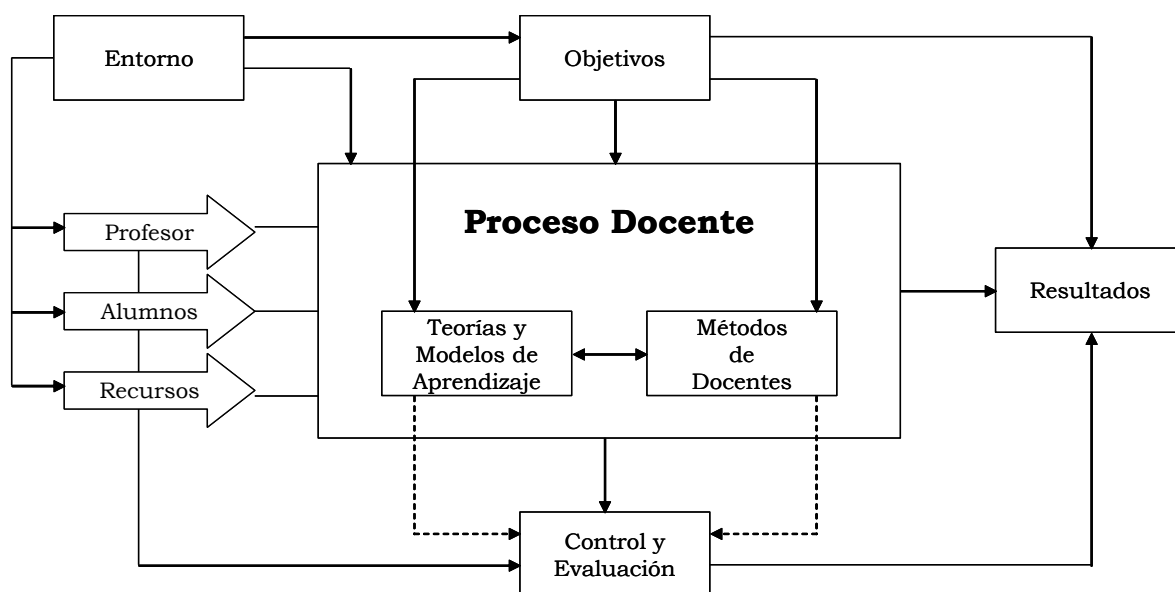 Entorno
Objetivos
Proceso Docente
Profesor
Alumnos
Recursos
Resultados
Teorías y
Modelos de
Aprendizaje
Métodos
de
Docentes
Control y
Evaluación